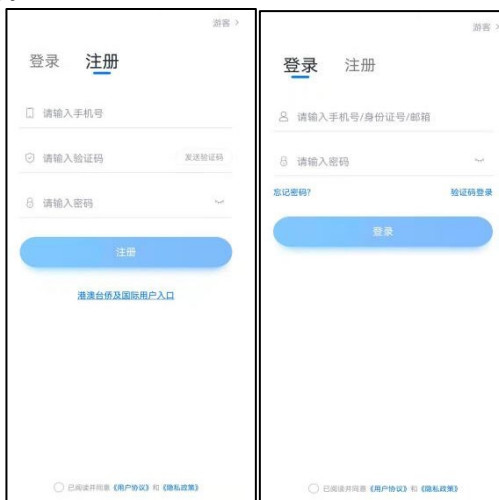 游客 >
登录 注册
请输入手机号
请输入验证码 发送验证码
请输入密码
注册
港澳台侨及国际用户入口
已阅读并同意《用户协议》和《隐私政策》
游客 >
登录 注册
请输入手机号/身份证号/邮箱
请输入密码
忘记密码? 验证码登录
登录
已阅读并同意《用户协议》和《隐私政策》